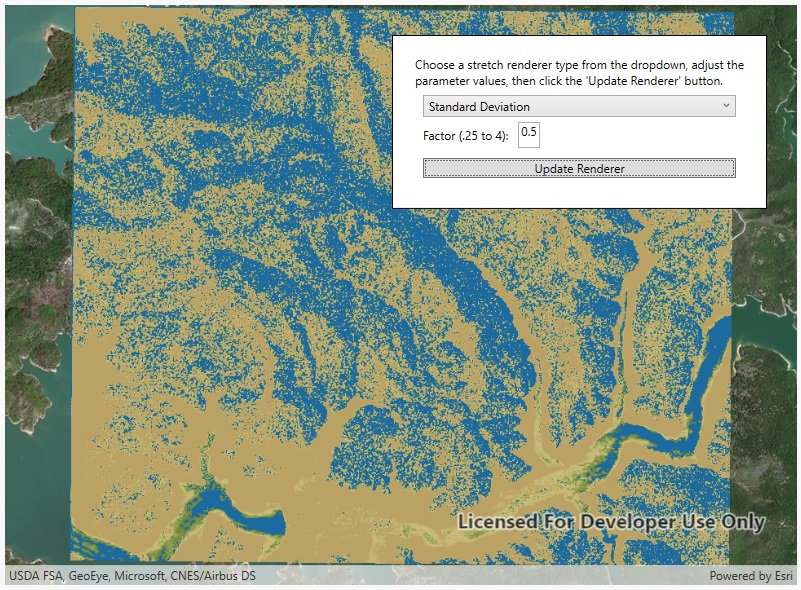 Choose a stretch renderer type from the dropdown, adjust the
parameter values, then click the 'Update Renderer' button.
Standard Deviation
Factor (.25 to 4): 0.5
Update Renderer
Licensed For Developer Use Only
USDA FSA, GeoEye, Microsoft, CNES/Airbus DS Powered by Esri